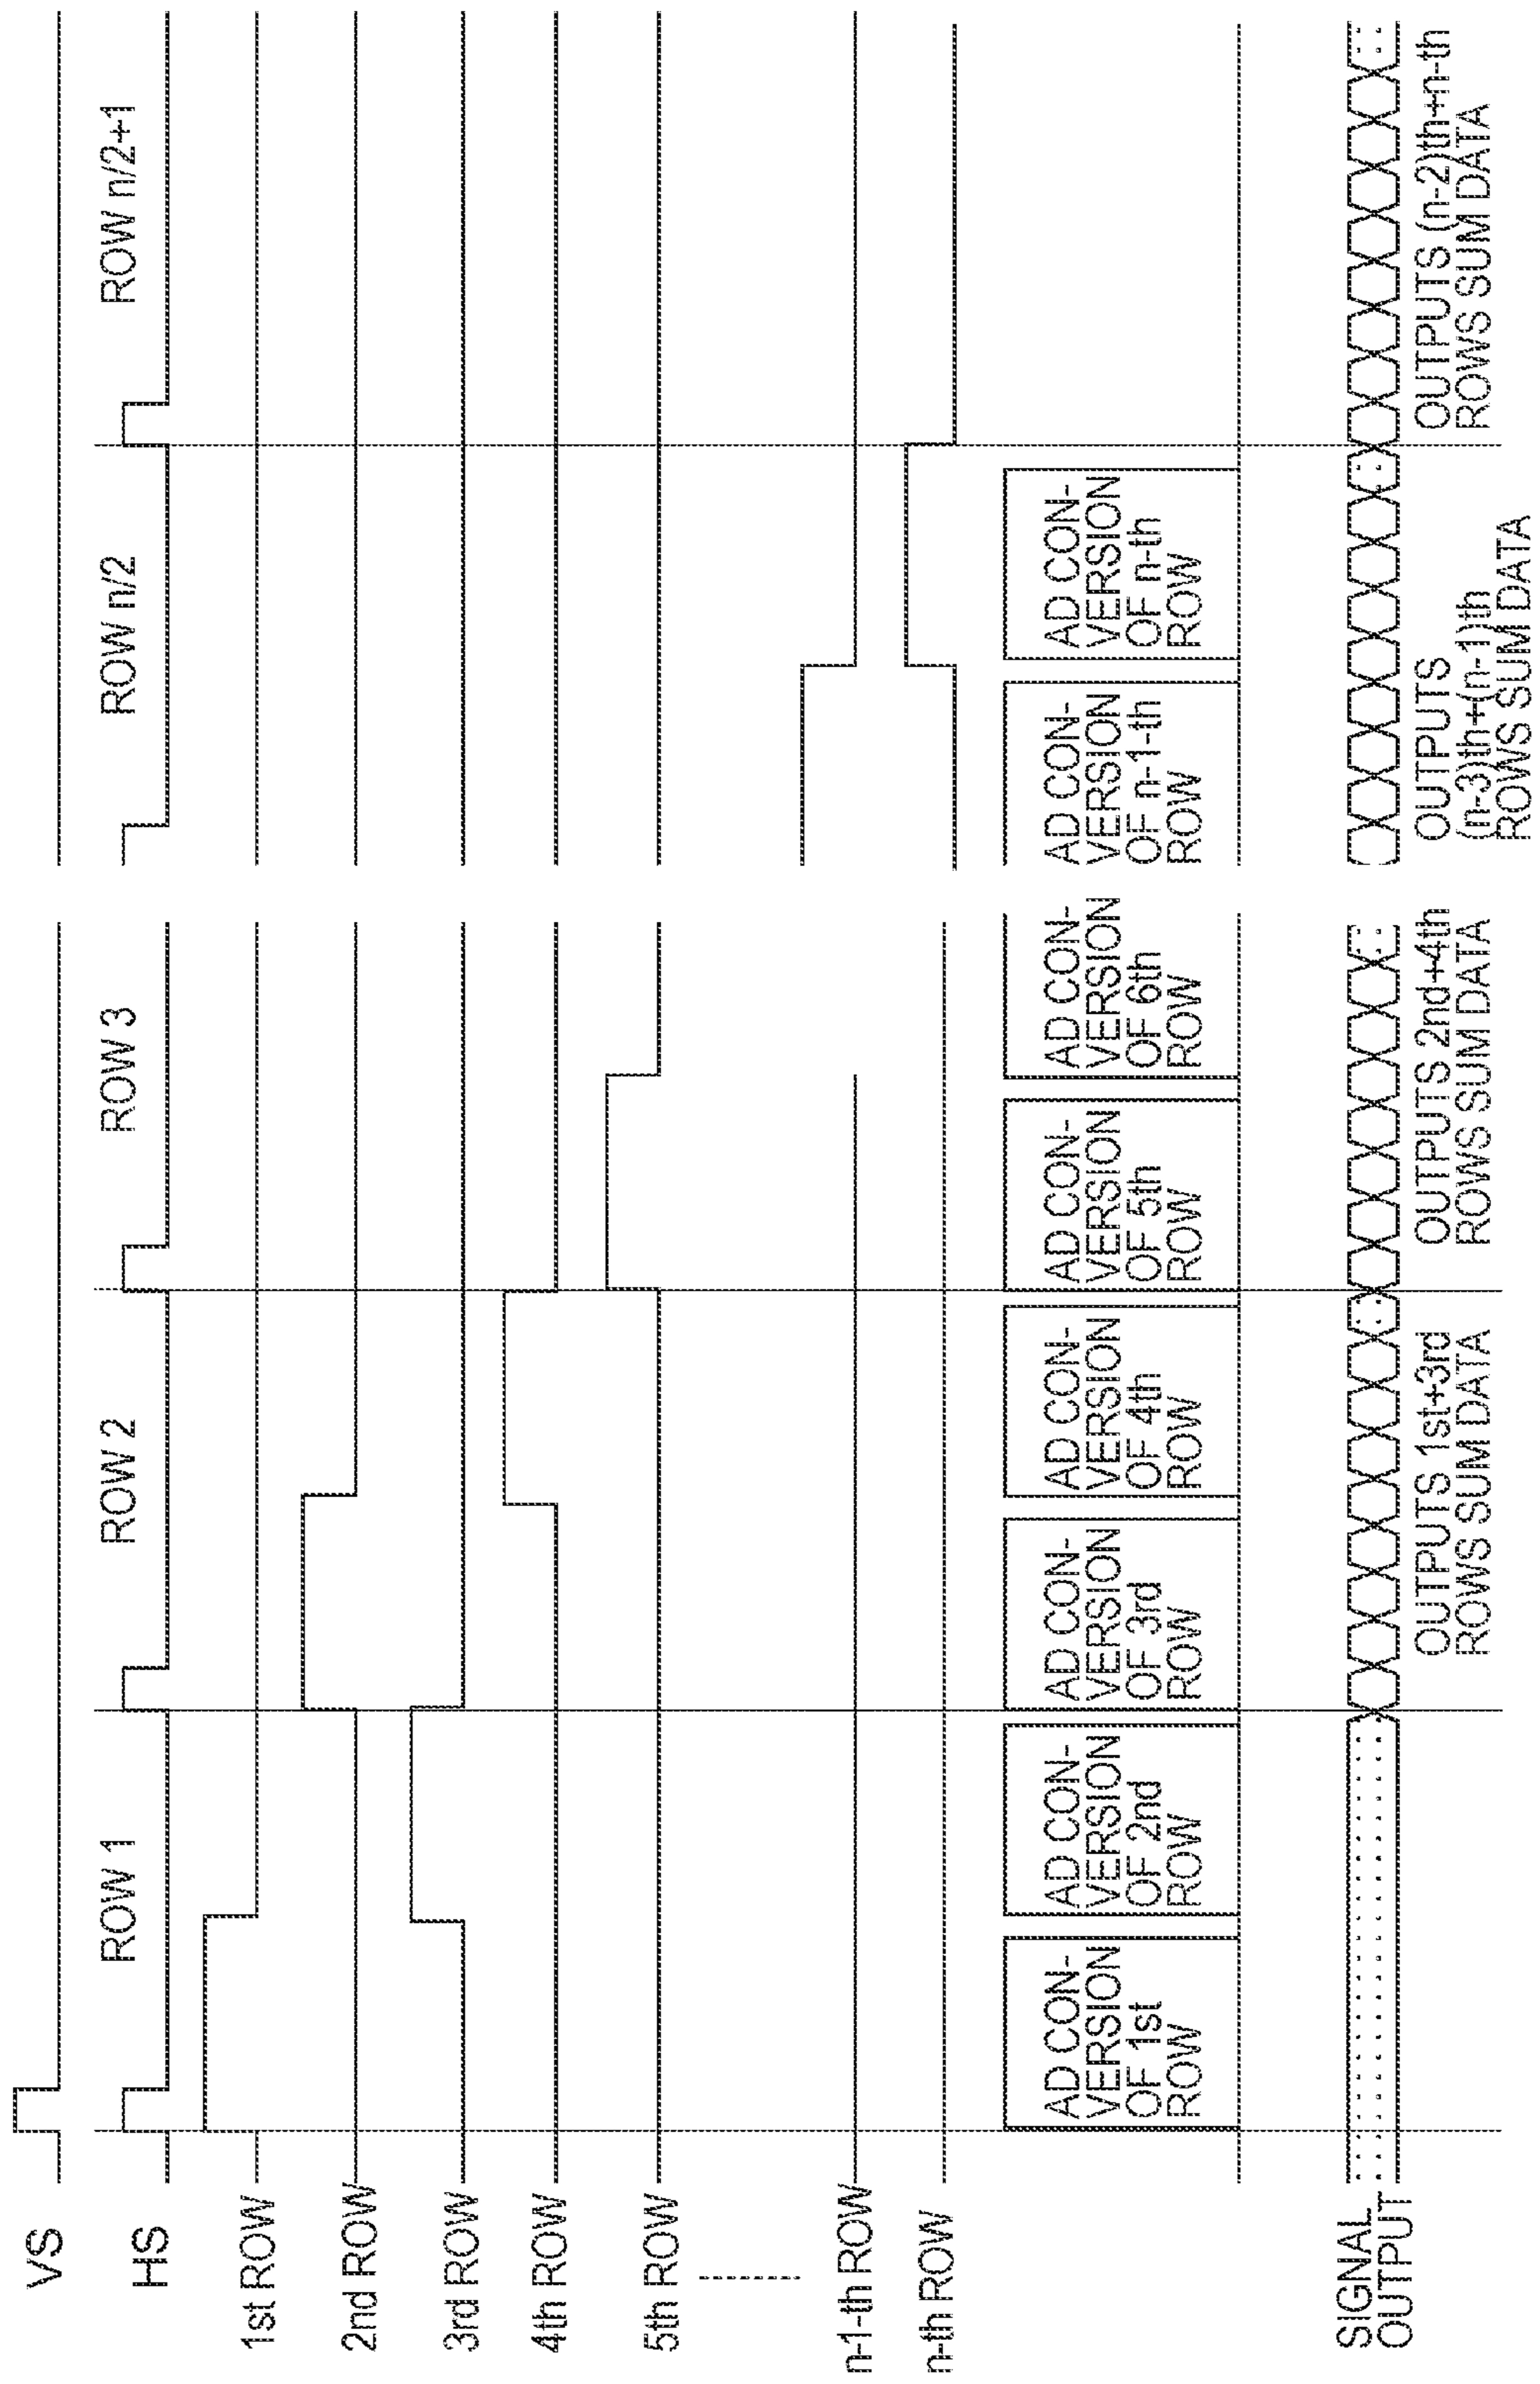 VS
HS
ROW 1
ROW 2
ROW 3
ROW n/2
ROW n/2+1
1st ROW
2nd ROW
3rd ROW
4th ROW
5th ROW
n-1-th ROW
n-th ROW
AD CON-
VERSION
OF 1st
ROW
AD CON-
VERSION
OF 2nd
ROW
AD CON-
VERSION
OF 3rd
ROW
AD CON-
VERSION
OF 4th
ROW
AD CON-
VERSION
OF 5th
ROW
AD CON-
VERSION
OF 6th
ROW
AD CON-
VERSION
OF n-1-th
ROW
AD CON-
VERSION
OF n-th
ROW
SIGNAL
OUTPUT
OUTPUTS 1st+3rd
ROWS SUM DATA
OUTPUTS 2nd+4th
ROWS SUM DATA
OUTPUTS
(n-3)th+(n-1)th
ROWS SUM DATA
OUTPUTS (n-2)th+n-th
ROWS SUM DATA